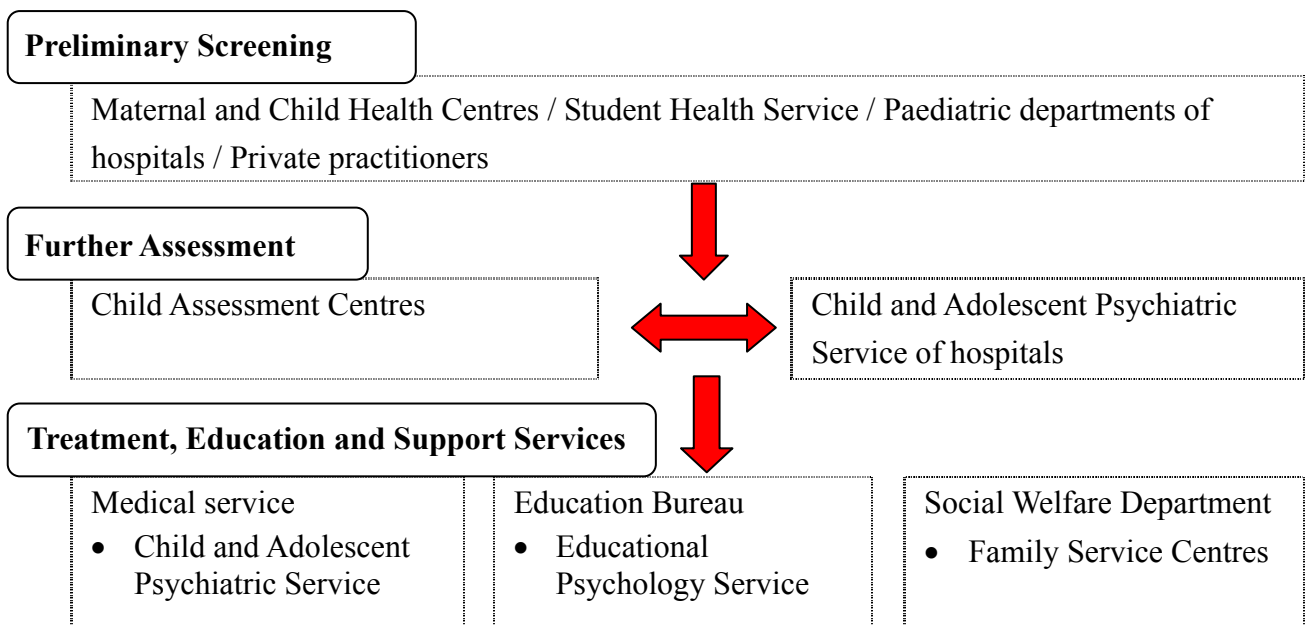 Preliminary Screening
Maternal and Child Health Centres / Student Health Service / Paediatric departments of
hospitals / Private practitioners
Further Assessment
Child Assessment Centres
Child and Adolescent Psychiatric
Service of hospitals
Treatment, Education and Support Services
Medical service
• Child and Adolescent
Psychiatric Service
Education Bureau
• Educational
Psychology Service
Social Welfare Department
• Family Service Centres